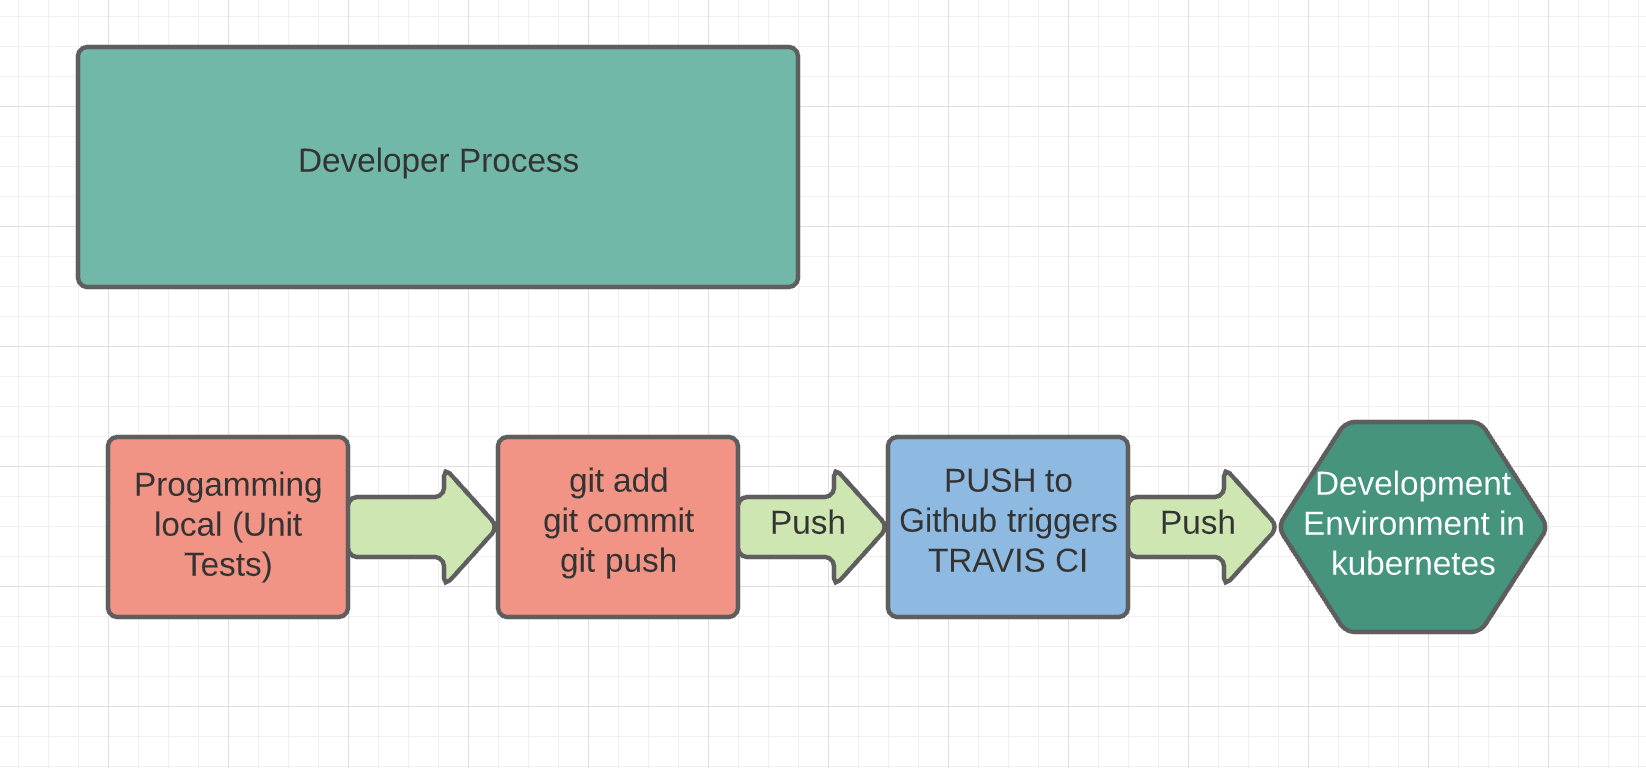 Developer Process
Progamming
local (Unit
Tests)
git add
git commit
git push
Push
PUSH to
Github triggers
TRAVIS CI
Push
Development
Environment in
kubernetes